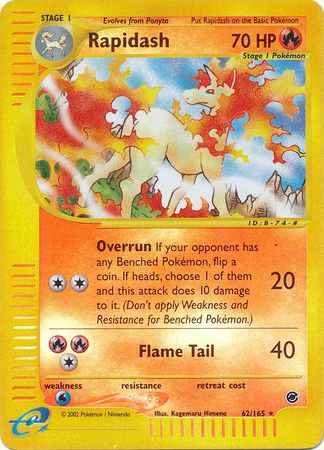 STAGE 1
Evolves from Ponyta
Put Rapidash on the Basic Pokémon
Rapidash
70 HP
Stage 1 Pokémon
ID:B-74-#
Overrun If your opponent has
any Benched Pokémon, flip a
coin. If heads, choose 1 of them
and this attack does 10 damage
to it. (Don't apply Weakness and
Resistance for Benched Pokémon.)
20
Flame Tail
40
weakness
resistance
retreat cost
e
© 2002 Pokémon / Nintendo
Illus. Kagemaru Himeno
62/165 ★